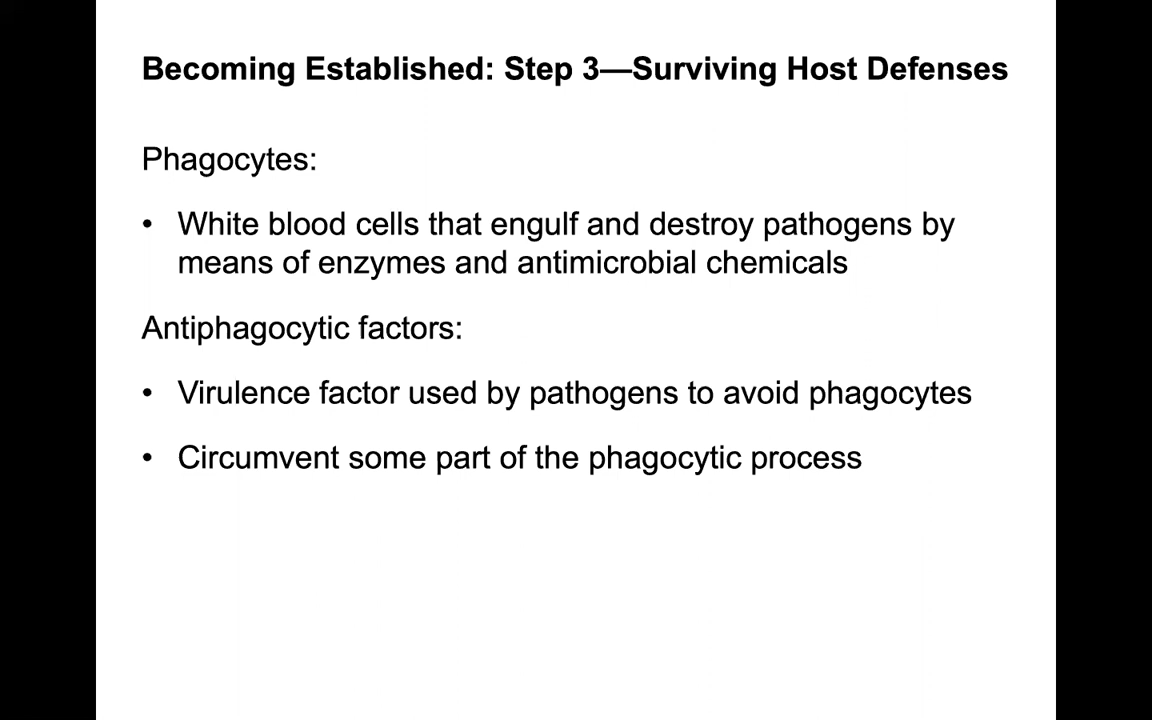 Becoming Established: Step 3—Surviving Host Defenses
Phagocytes:
• White blood cells that engulf and destroy pathogens by
means of enzymes and antimicrobial chemicals
Antiphagocytic factors:
• Virulence factor used by pathogens to avoid phagocytes
• Circumvent some part of the phagocytic process